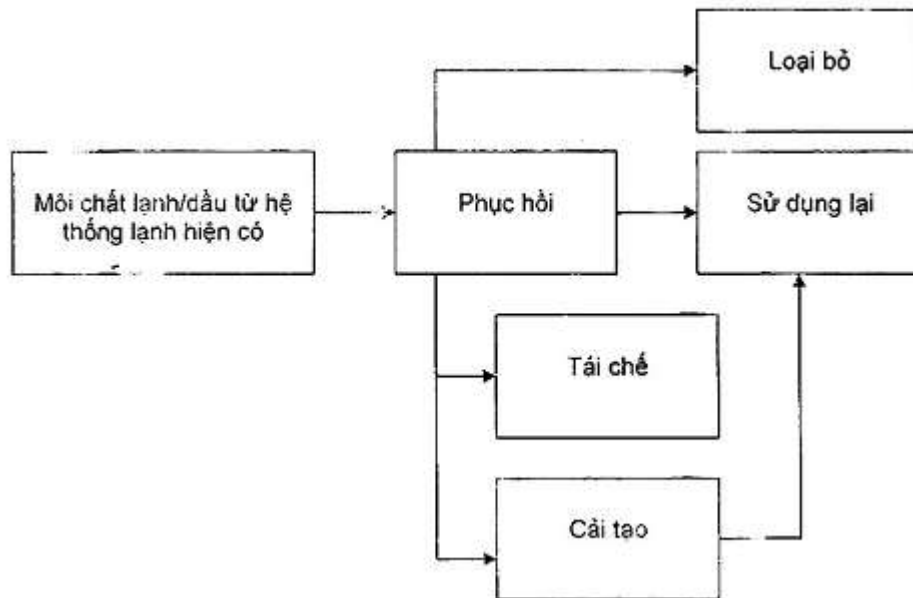 Loại bỏ
Môi chất lạnh/dầu từ hệ
thống lạnh hiện có
Phục hồi
Sử dụng lại
Tái chế
Cải tạo